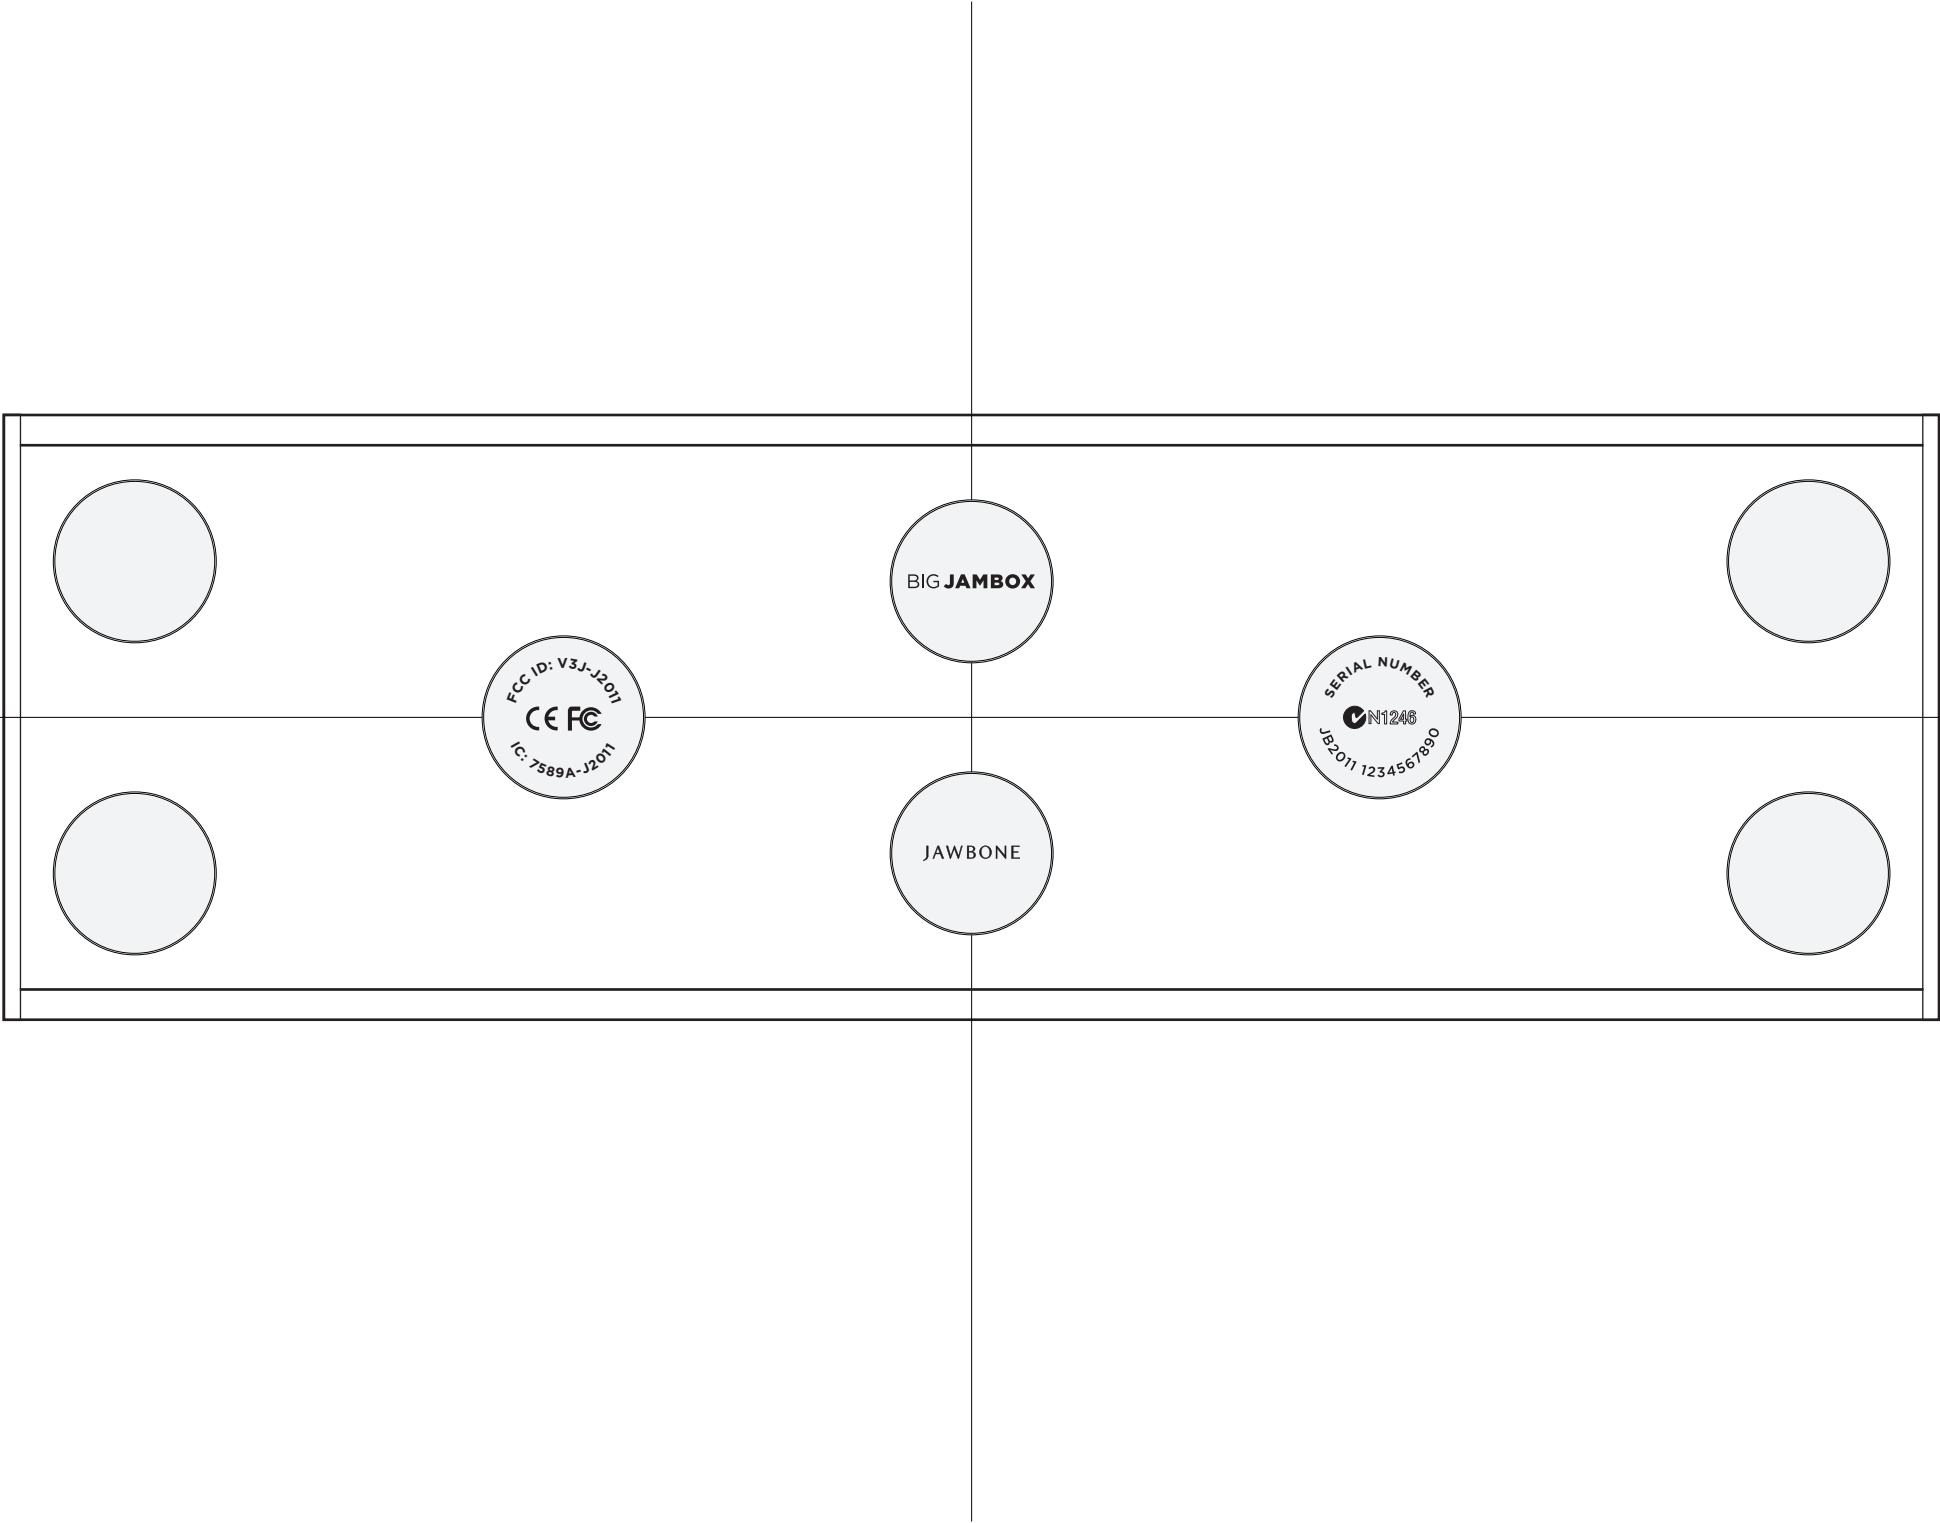 BIG JAMBOX
FCC ID: V3J-J2011
CE FC
IC: 7589A-J2011
SERIAL NUMBER
N1246
JB2011 1234567890
JAWBONE